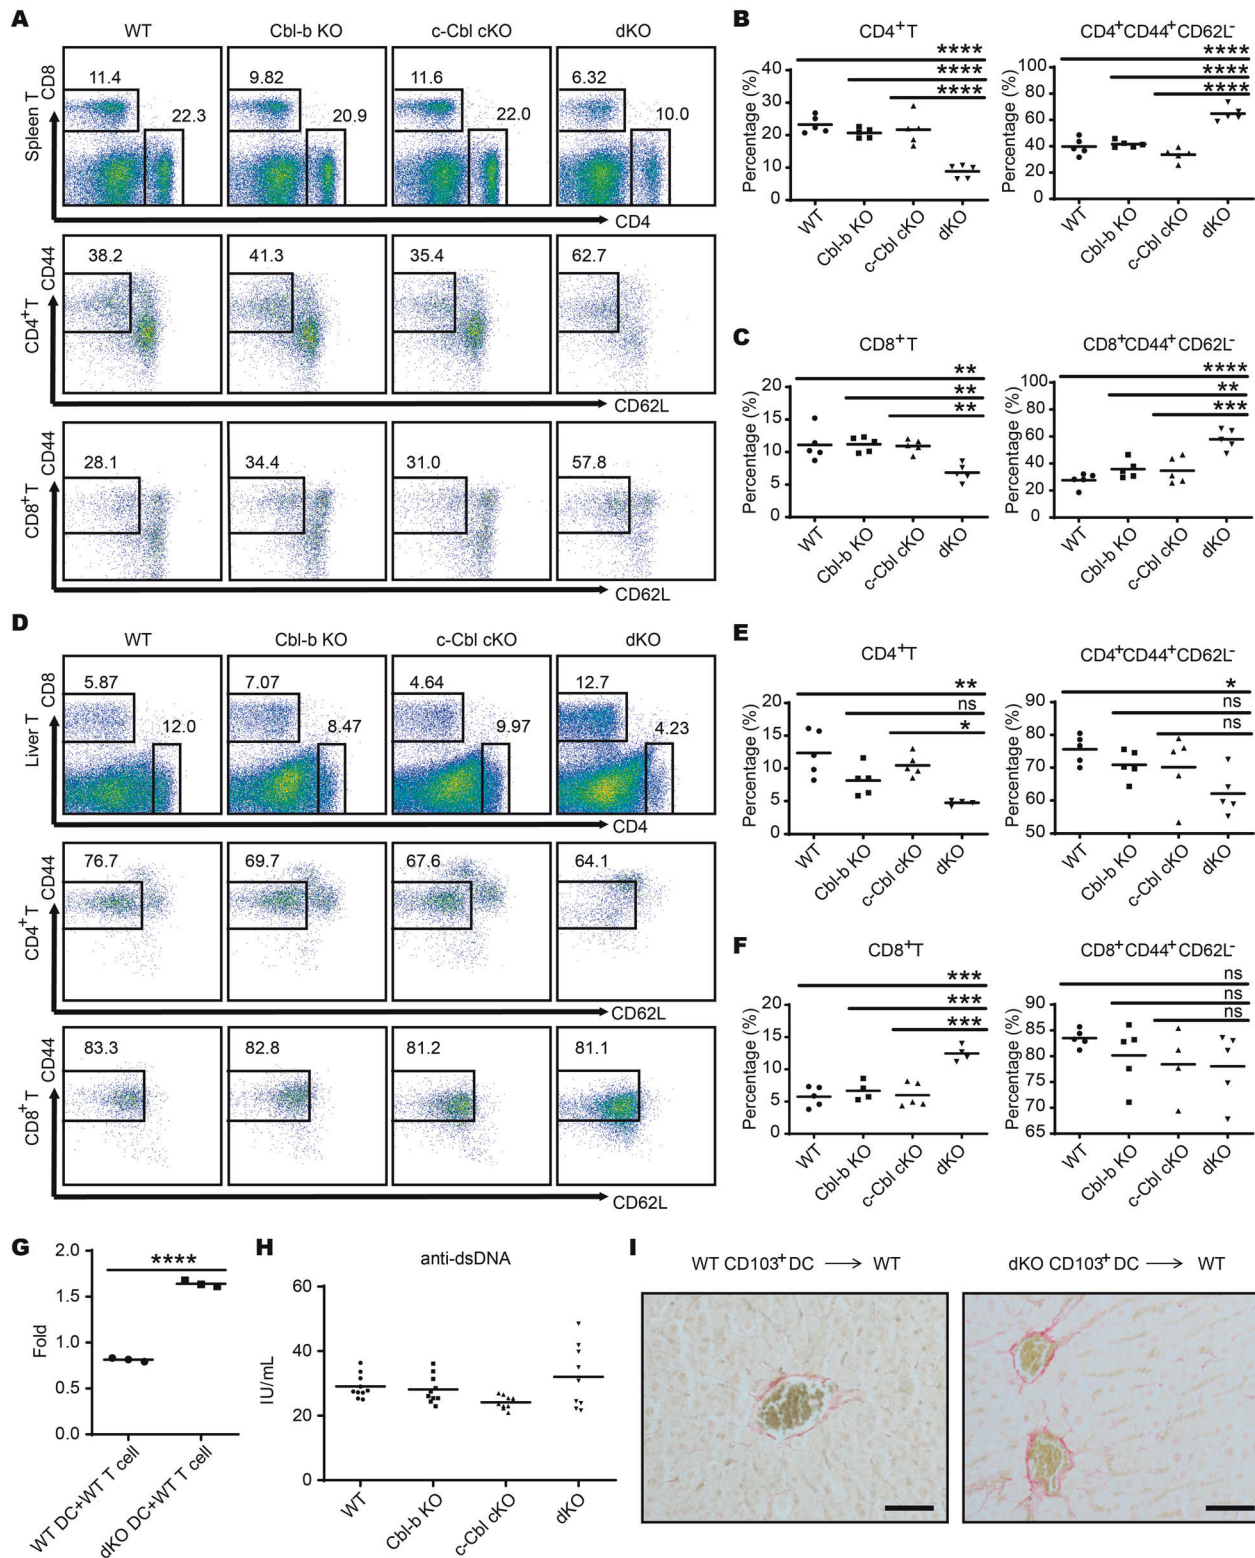 A
WT Cbl-b KO c-Cbl cKO dKO
Spleen T CD8
11.4 9.82 11.6 6.32
22.3 20.9 22.0 10.0
CD4
CD4⁺T CD44
38.2 41.3 35.4 62.7
CD62L
CD8⁺T CD44
28.1 34.4 31.0 57.8
CD62L
B
CD4⁺T
****
****
****
Percentage (%)
40
30
20
10
0
WT Cbl-b KO c-Cbl cKO dKO
CD4⁺CD44⁺CD62L⁻
****
****
****
Percentage (%)
100
80
60
40
20
0
WT Cbl-b KO c-Cbl cKO dKO
C
CD8⁺T
**
**
**
Percentage (%)
20
15
10
5
0
WT Cbl-b KO c-Cbl cKO dKO
CD8⁺CD44⁺CD62L⁻
****
**
***
Percentage (%)
100
80
60
40
20
0
WT Cbl-b KO c-Cbl cKO dKO
D
WT Cbl-b KO c-Cbl cKO dKO
Liver T CD8
5.87 7.07 4.64 12.7
12.0 8.47 9.97 4.23
CD4
CD4⁺T CD44
76.7 69.7 67.6 64.1
CD62L
CD8⁺T CD44
83.3 82.8 81.2 81.1
CD62L
E
CD4⁺T
**
ns
*
Percentage (%)
20
15
10
5
0
WT Cbl-b KO c-Cbl cKO dKO
CD4⁺CD44⁺CD62L⁻
*
ns
ns
Percentage (%)
90
80
70
60
50
WT Cbl-b KO c-Cbl cKO dKO
F
CD8⁺T
***
***
***
Percentage (%)
20
15
10
5
0
WT Cbl-b KO c-Cbl cKO dKO
CD8⁺CD44⁺CD62L⁻
ns
ns
ns
Percentage (%)
90
85
80
75
70
65
WT Cbl-b KO c-Cbl cKO dKO
G
****
Fold
2.0
1.5
1.0
0.5
0.0
WT DC+WT T cell dKO DC+WT T cell
H
anti-dsDNA
IU/mL
60
40
20
0
WT Cbl-b KO c-Cbl cKO dKO
I
WT CD103⁺DC → WT
dKO CD103⁺DC → WT